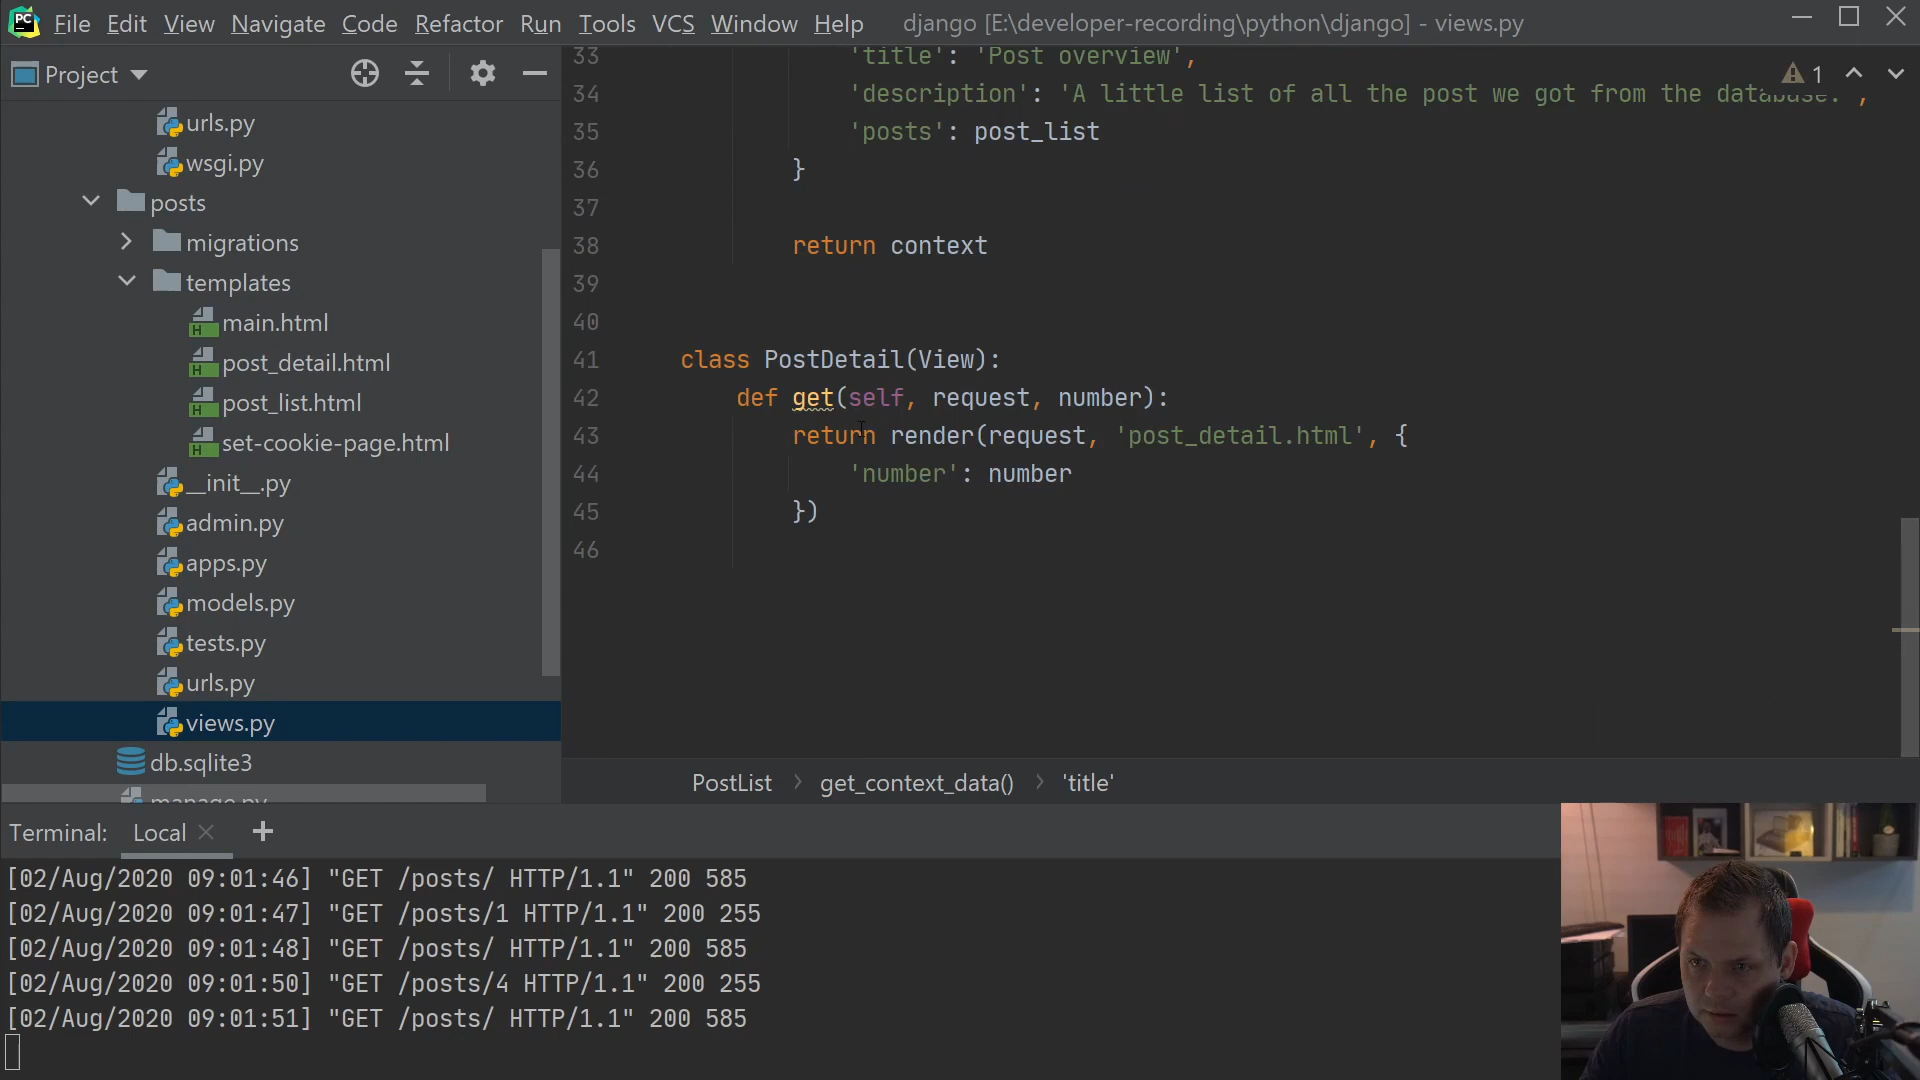 PC File Edit View Navigate Code Refactor Run Tools VCS Window Help django [E:\developer-recording\python\django] - views.py
Project
urls.py
wsgi.py
posts
migrations
templates
main.html
post_detail.html
post_list.html
set-cookie-page.html
__init__.py
admin.py
apps.py
models.py
tests.py
urls.py
views.py
db.sqlite3
manage.py
1
33 'title': 'Post overview',
34 'description': 'A little list of all the post we got from the database.',
35 'posts': post_list
36 }
37
38 return context
39
40
41 class PostDetail(View):
42 def get(self, request, number):
43 return render(request, 'post_detail.html', {
44 'number': number
45 })
46
PostList > get_context_data() > 'title'
Terminal: Local × +
[02/Aug/2020 09:01:46] "GET /posts/ HTTP/1.1" 200 585
[02/Aug/2020 09:01:47] "GET /posts/1 HTTP/1.1" 200 255
[02/Aug/2020 09:01:48] "GET /posts/ HTTP/1.1" 200 585
[02/Aug/2020 09:01:50] "GET /posts/4 HTTP/1.1" 200 255
[02/Aug/2020 09:01:51] "GET /posts/ HTTP/1.1" 200 585